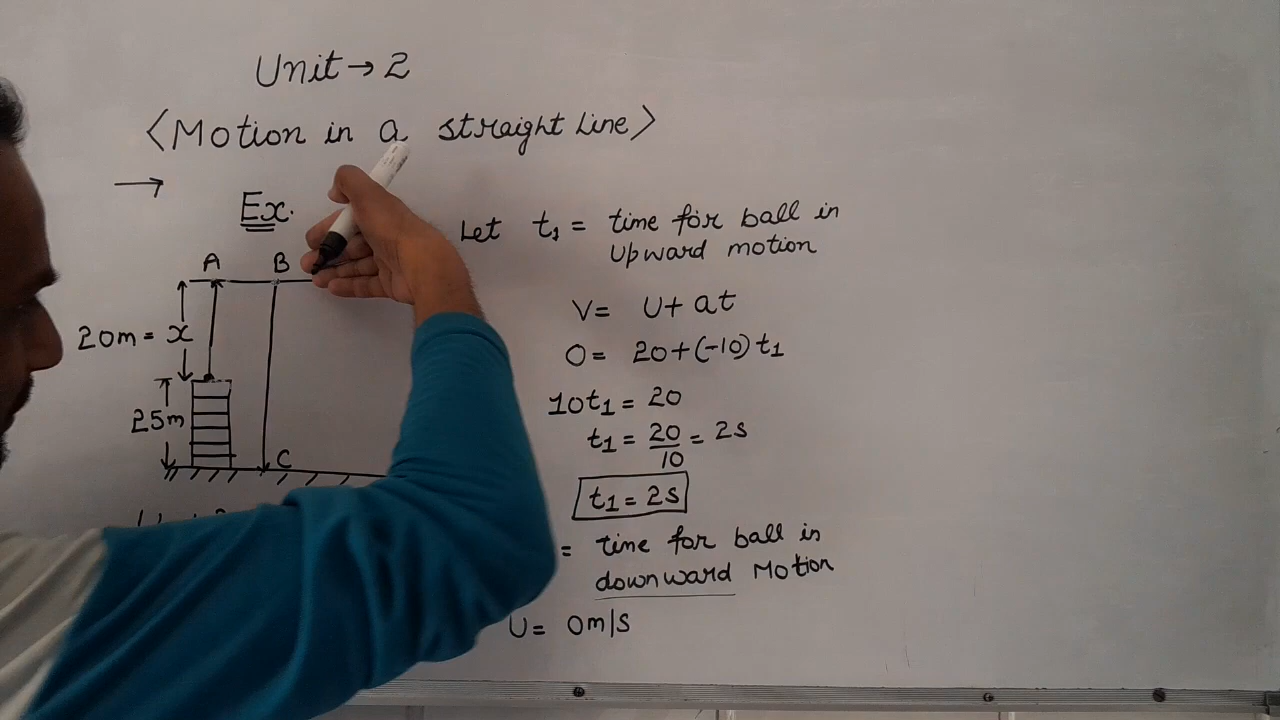 Unit → 2
< Motion in a straight Line >
→
Ex.
A B
20m = x
25m
C
Let t1 = time for ball in
Upward motion
V = U + at
0 = 20 + (-10) t1
10t1 = 20
t1 = 20/10 = 2s
t1 = 2s
= time for ball in
downward Motion
U = 0m/s